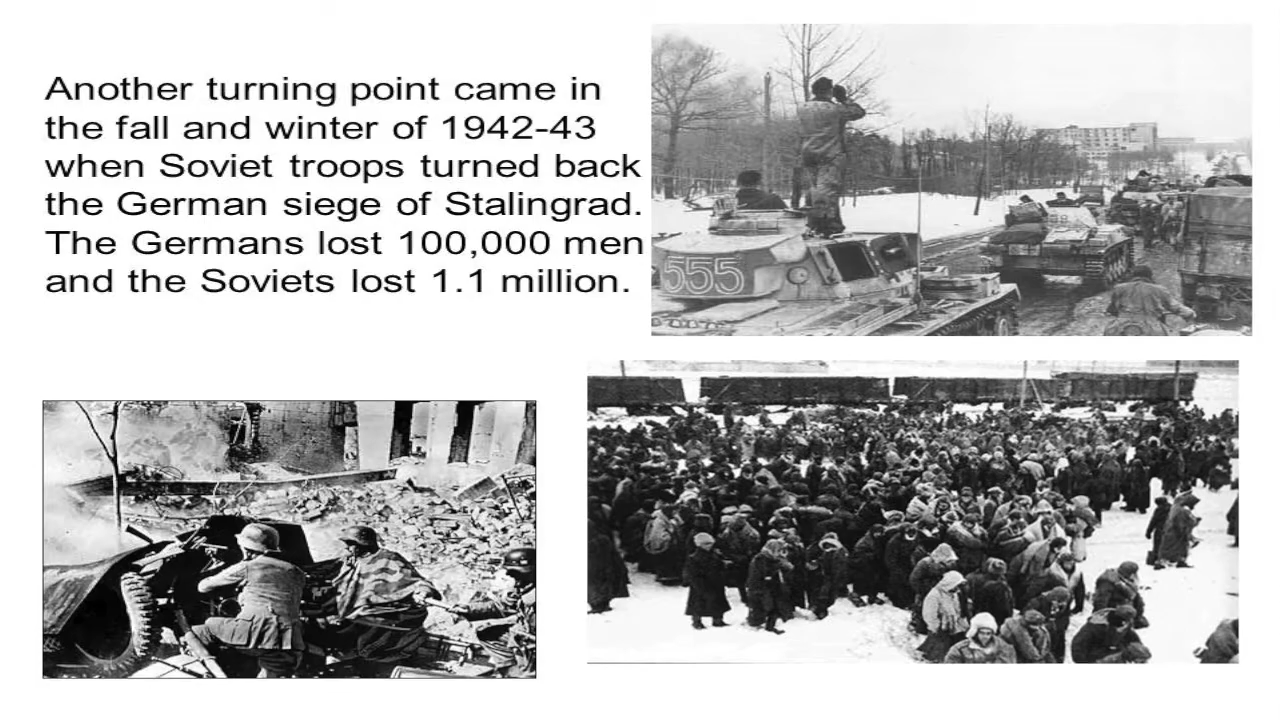 Another turning point came in
the fall and winter of 1942-43
when Soviet troops turned back
the German siege of Stalingrad.
The Germans lost 100,000 men
and the Soviets lost 1.1 million.
555